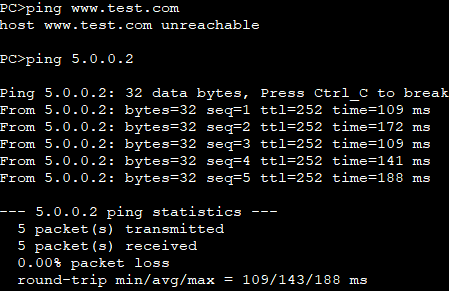 PC>ping www.test.com
host www.test.com unreachable
PC>ping 5.0.0.2
Ping 5.0.0.2: 32 data bytes, Press Ctrl_C to break
From 5.0.0.2: bytes=32 seq=1 ttl=252 time=109 ms
From 5.0.0.2: bytes=32 seq=2 ttl=252 time=172 ms
From 5.0.0.2: bytes=32 seq=3 ttl=252 time=109 ms
From 5.0.0.2: bytes=32 seq=4 ttl=252 time=141 ms
From 5.0.0.2: bytes=32 seq=5 ttl=252 time=188 ms
--- 5.0.0.2 ping statistics ---
5 packet(s) transmitted
5 packet(s) received
0.00% packet loss
round-trip min/avg/max = 109/143/188 ms